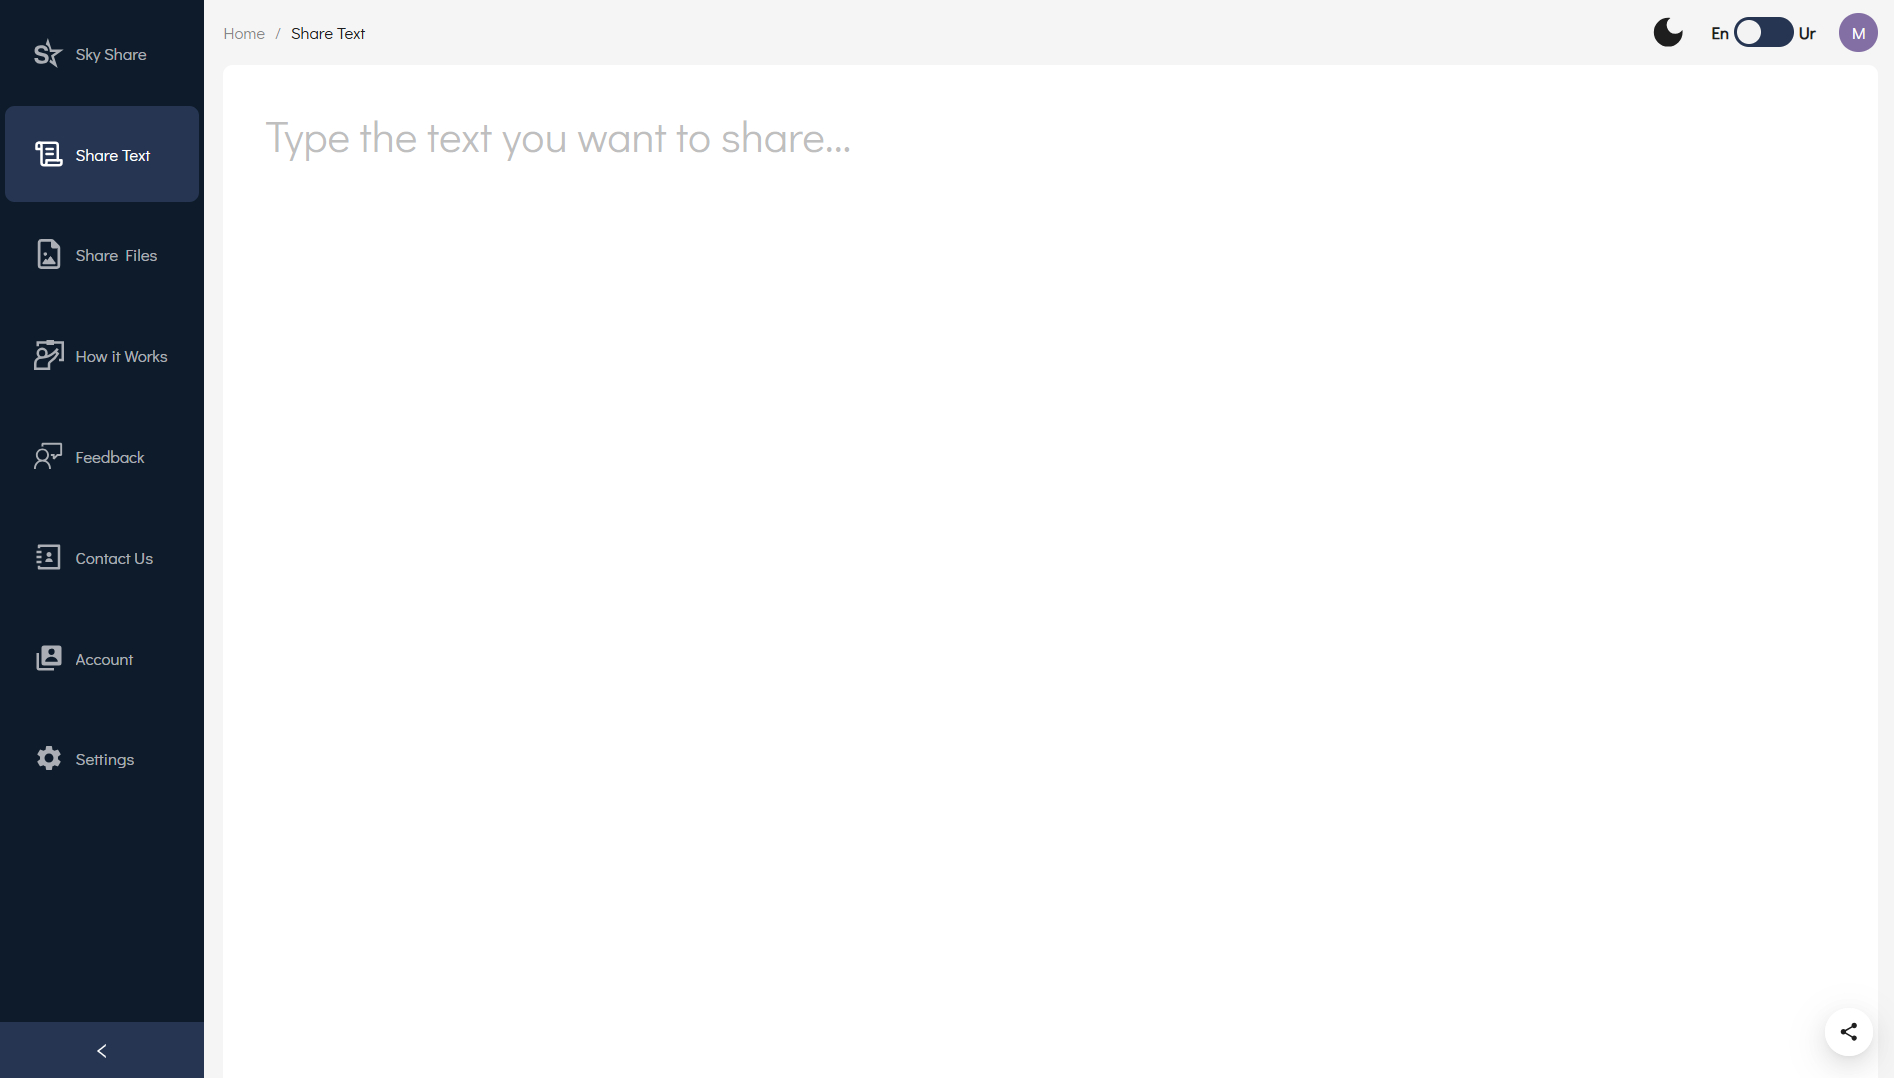 Sky Share
Share Text
Share Files
How it Works
Feedback
Contact Us
Account
Settings
Home / Share Text
En Ur M
Type the text you want to share...